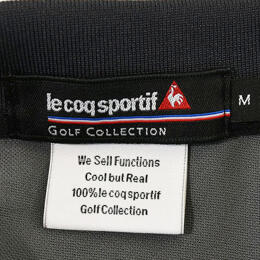 le coq sportif
M
GOLF COLLECTION
We Sell Functions
Cool but Real
100%le coq sportif
Golf Collection